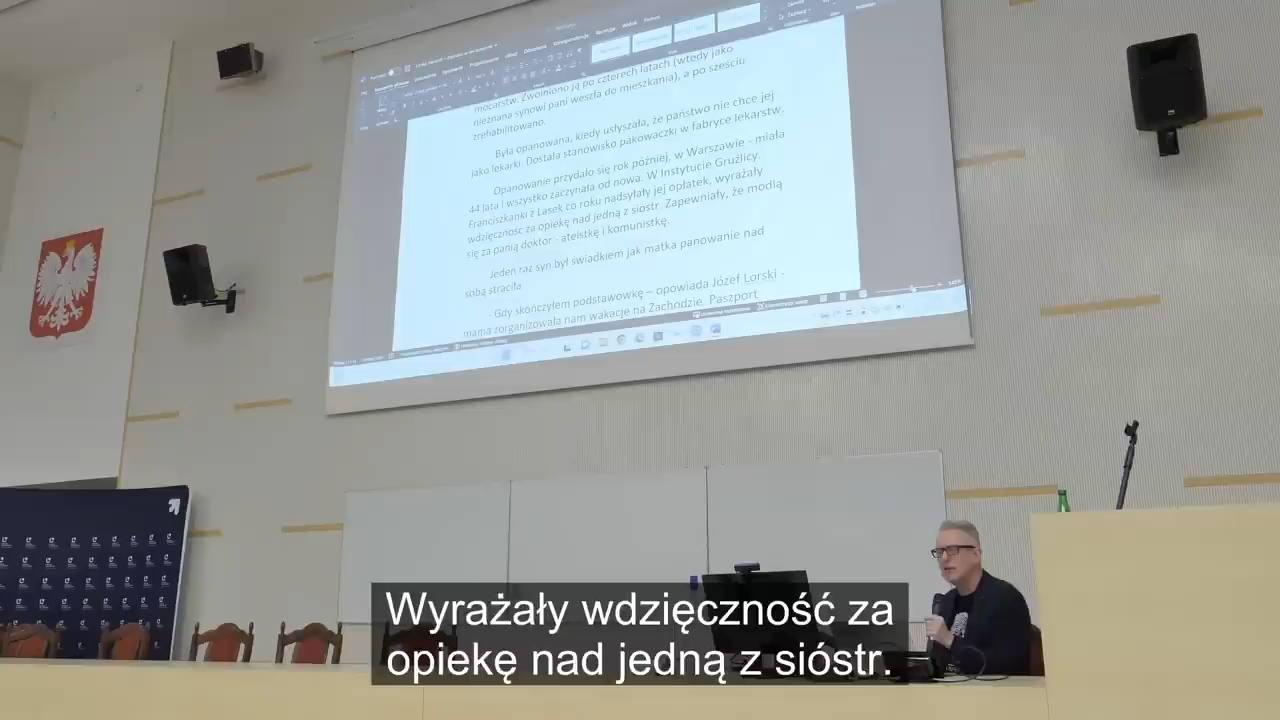 mocarstw. Zwolniono ją po czterech latach (wtedy jako
nieznana synowi pani weszła do mieszkania), a po sześciu
zrehabilitowano.
Była opanowana, kiedy usłyszała, że państwo nie chce jej
jako lekarki. Dostała stanowisko pakowaczki w fabryce lekarstw.
Opanowanie przydało się rok później, w Warszawie - miała
44 lata i wszystko zaczynała od nowa. W Instytucie Gruźlicy.
Franciszkanki z Lasek co roku nadsyłały jej opłatek, wyrażały
wdzięczność za opiekę nad jedną z sióstr. Zapewniały, że modlą
się za panią doktor - ateistkę i komunistkę.
Jeden raz syn był świadkiem jak matka panowanie nad
sobą straciła
- Gdy skończyłem podstawówkę – opowiada Józef Lorski -
mama zorganizowała nam wakacje na Zachodzie. Paszport
Wyrażały wdzięczność za
opiekę nad jedną z sióstr.